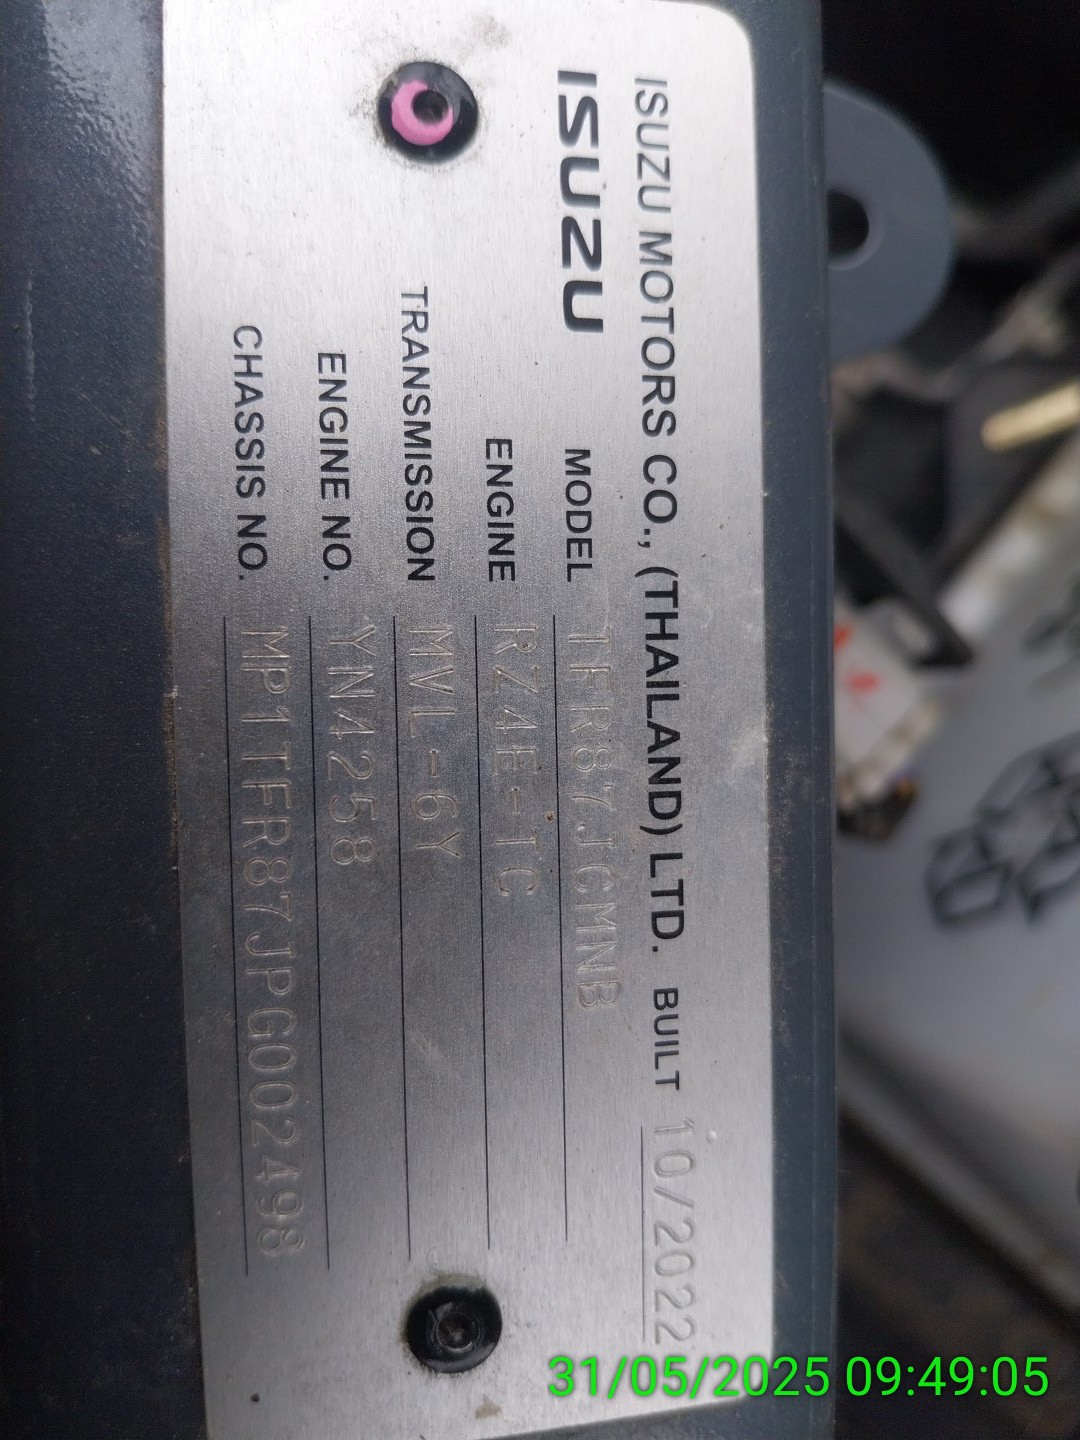 ISUZU MOTORS CO., (THAILAND) LTD. BUILT 10/2022
ISUZU
MODEL TFR87JCMNB
ENGINE RZ4E-TC
TRANSMISSION MVL-6Y
ENGINE NO. YN4258
CHASSIS NO. MP1TFR87JPG002498
31/05/2025 09:49:05